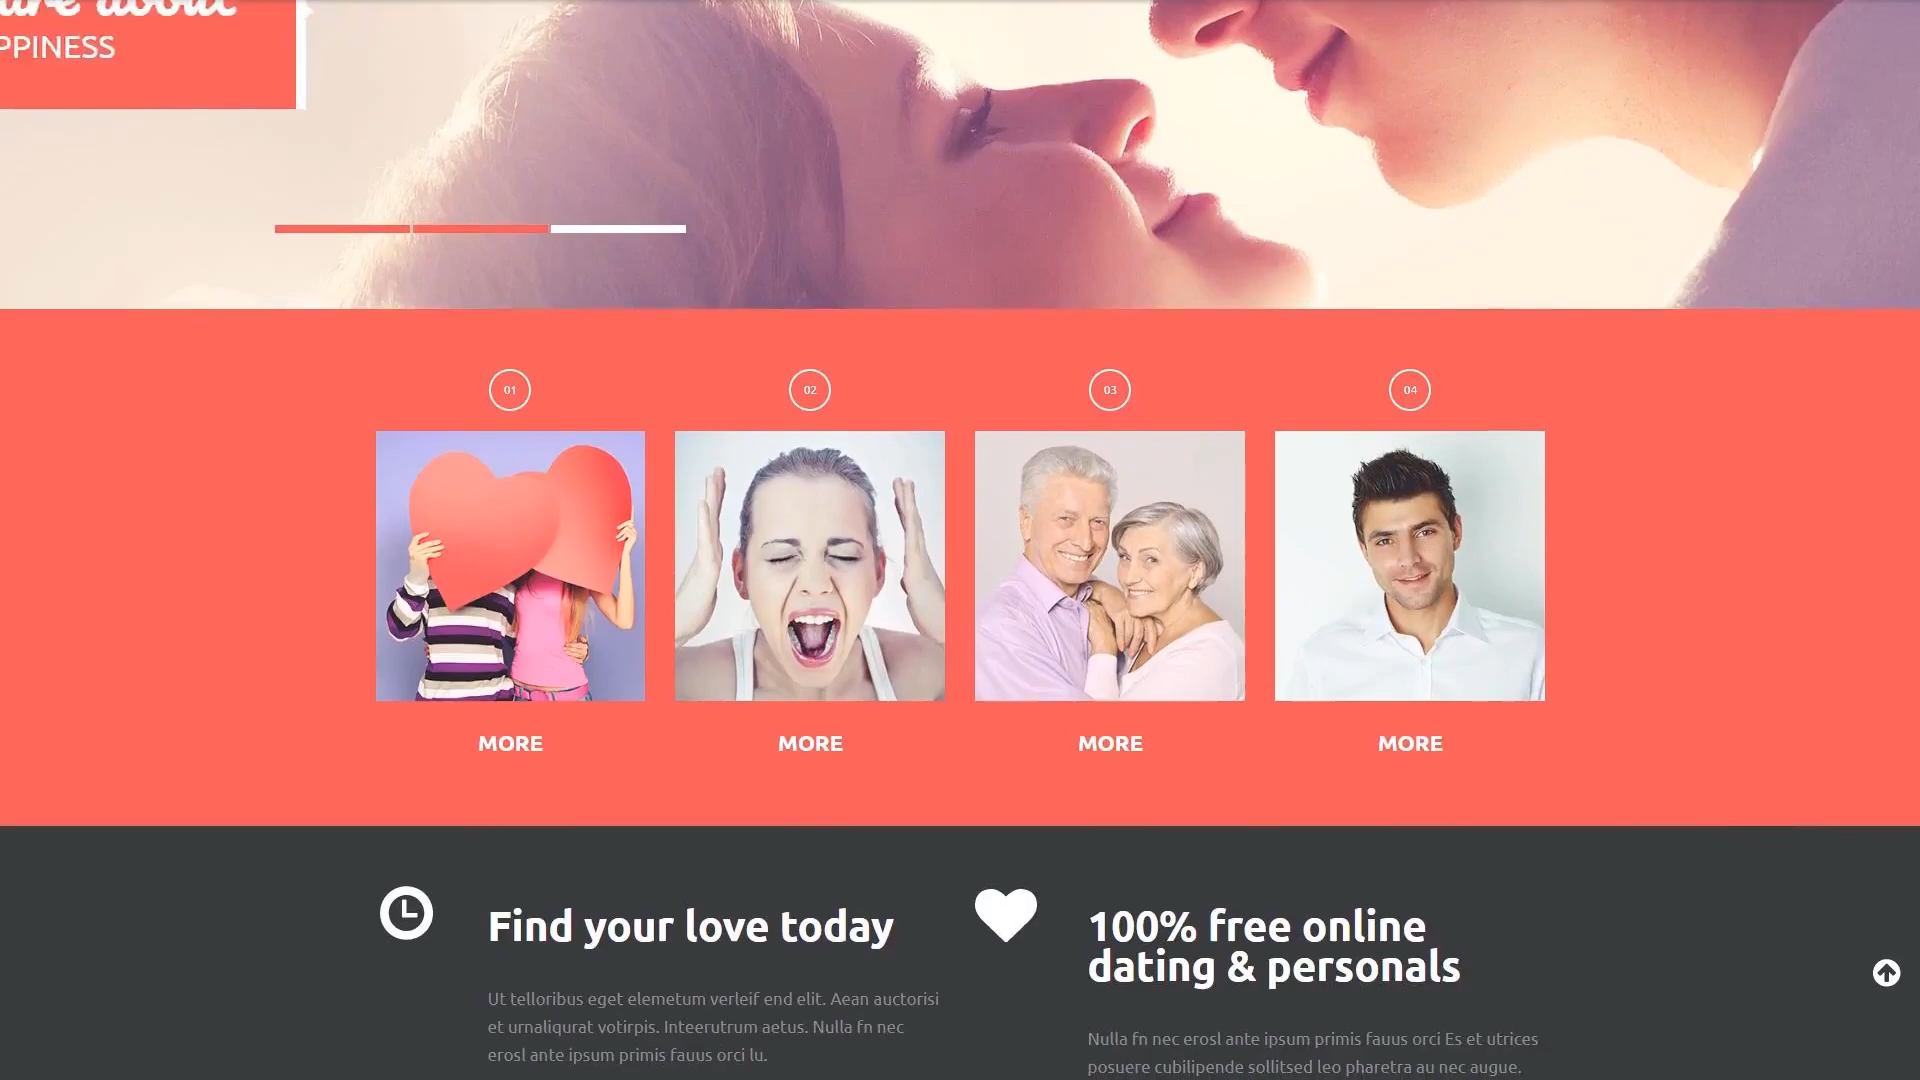 are about
PPINESS
01
02
03
04
MORE
MORE
MORE
MORE
Find your love today
Ut telloribus eget elemetum verleif end elit. Aean auctorisi
et urnaliqurat votirpis. Inteerutrum aetus. Nulla fn nec
erosl ante ipsum primis fauus orci lu.
100% free online
dating & personals
Nulla fn nec erosl ante ipsum primis fauus orci Es et utrices
posuere cubilipende sollitsed leo pharetra au nec augue.